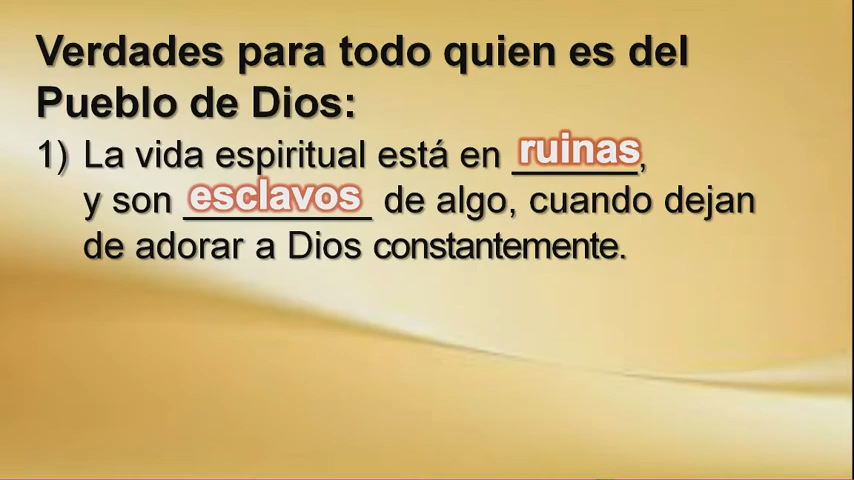 Verdades para todo quien es del
Pueblo de Dios:
1) La vida espiritual está en ruinas,
y son esclavos de algo, cuando dejan
de adorar a Dios constantemente.